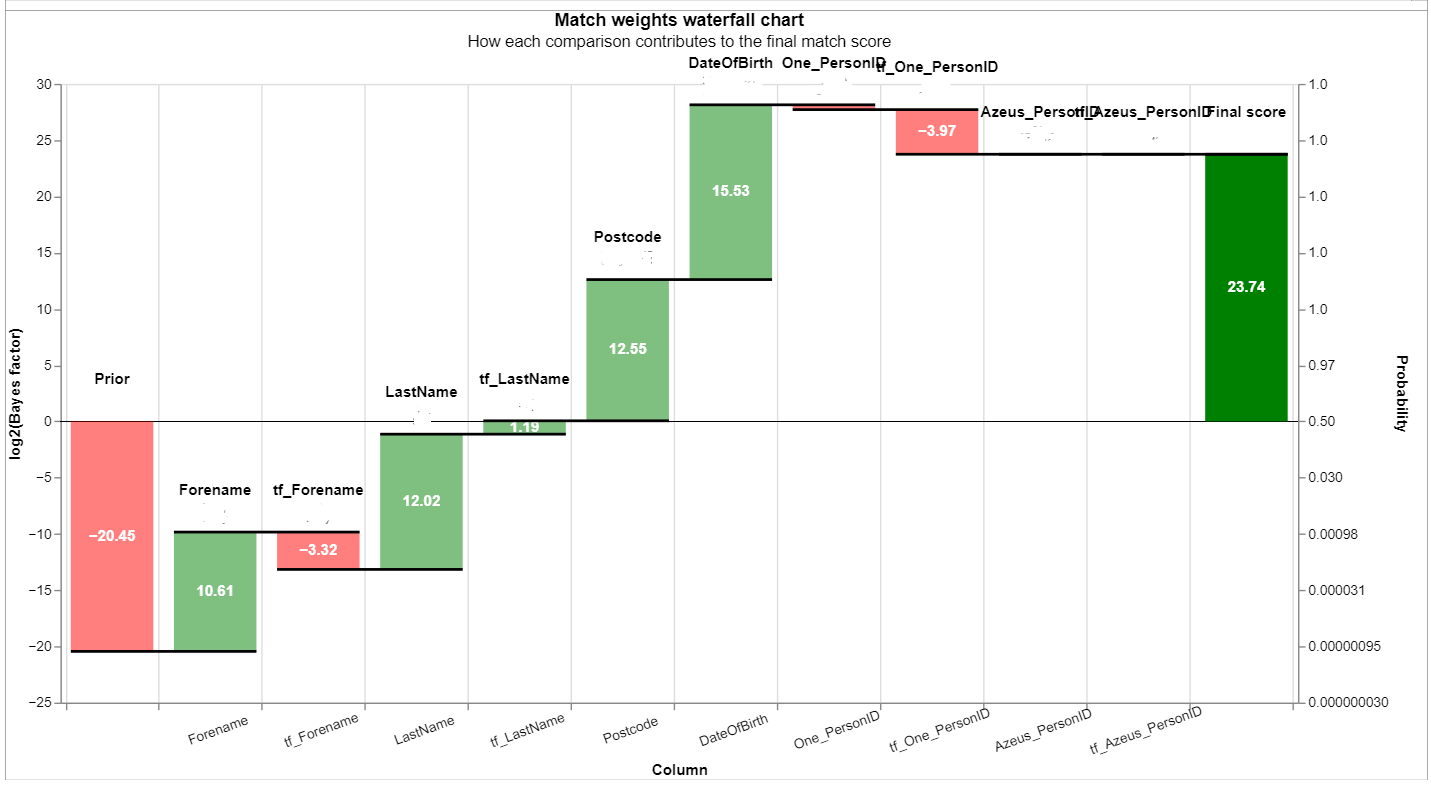 Match weights waterfall chart
How each comparison contributes to the final match score
DateOfBirth One_PersonID tf_One_PersonID
Azeus_PersonID tf_Azeus_PersonID Final score
Postcode
Prior
LastName
tf_LastName
Forename
tf_Forename
30
25
20
15
10
5
0
−5
−10
−15
−20
−25
log2(Bayes factor)
−20.45
10.61
−3.32
12.02
1.19
12.55
15.53
−3.97
23.74
1.0
1.0
1.0
1.0
1.0
0.97
0.50
0.030
0.00098
0.000031
0.00000095
0.000000030
Probability
Forename
tf_Forename
LastName
tf_LastName
Postcode
DateOfBirth
One_PersonID
tf_One_PersonID
Azeus_PersonID
tf_Azeus_PersonID
Column